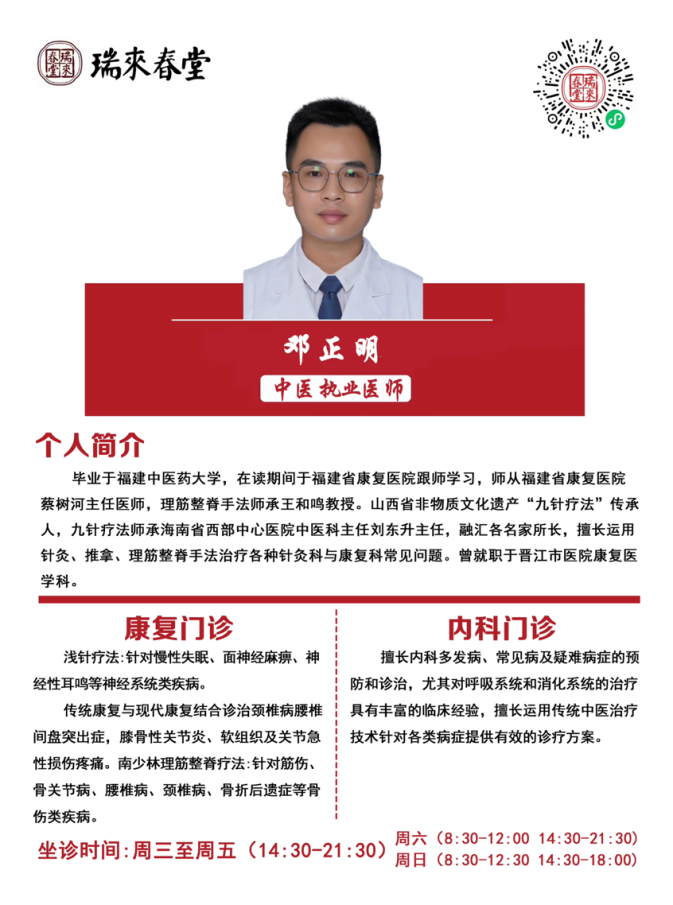 瑞來春堂
瑞來春堂
瑞來春堂
邓正明
中医执业医师
个人简介
毕业于福建中医药大学，在读期间于福建省康复医院跟师学习，师从福建省康复医院
蔡树河主任医师，理筋整脊手法师承王和鸣教授。山西省非物质文化遗产“九针疗法”传承
人，九针疗法师承海南省西部中心医院中医科主任刘东升主任，融汇各名家所长，擅长运用
针灸、推拿、理筋整脊手法治疗各种针灸科与康复科常见问题。曾就职于晋江市医院康复医
学科。
康复门诊
浅针疗法:针对慢性失眠、面神经麻痹、神
经性耳鸣等神经系统类疾病。
传统康复与现代康复结合诊治颈椎病腰椎
间盘突出症，膝骨性关节炎、软组织及关节急
性损伤疼痛。南少林理筋整脊疗法:针对筋伤、
骨关节病、腰椎病、颈椎病、骨折后遗症等骨
伤类疾病。
内科门诊
擅长内科多发病、常见病及疑难病症的预
防和诊治，尤其对呼吸系统和消化系统的治疗
具有丰富的临床经验，擅长运用传统中医治疗
技术针对各类病症提供有效的诊疗方案。
坐诊时间:周三至周五（14:30-21:30）
周六（8:30-12:00 14:30-21:30）
周日（8:30-12:30 14:30-18:00）